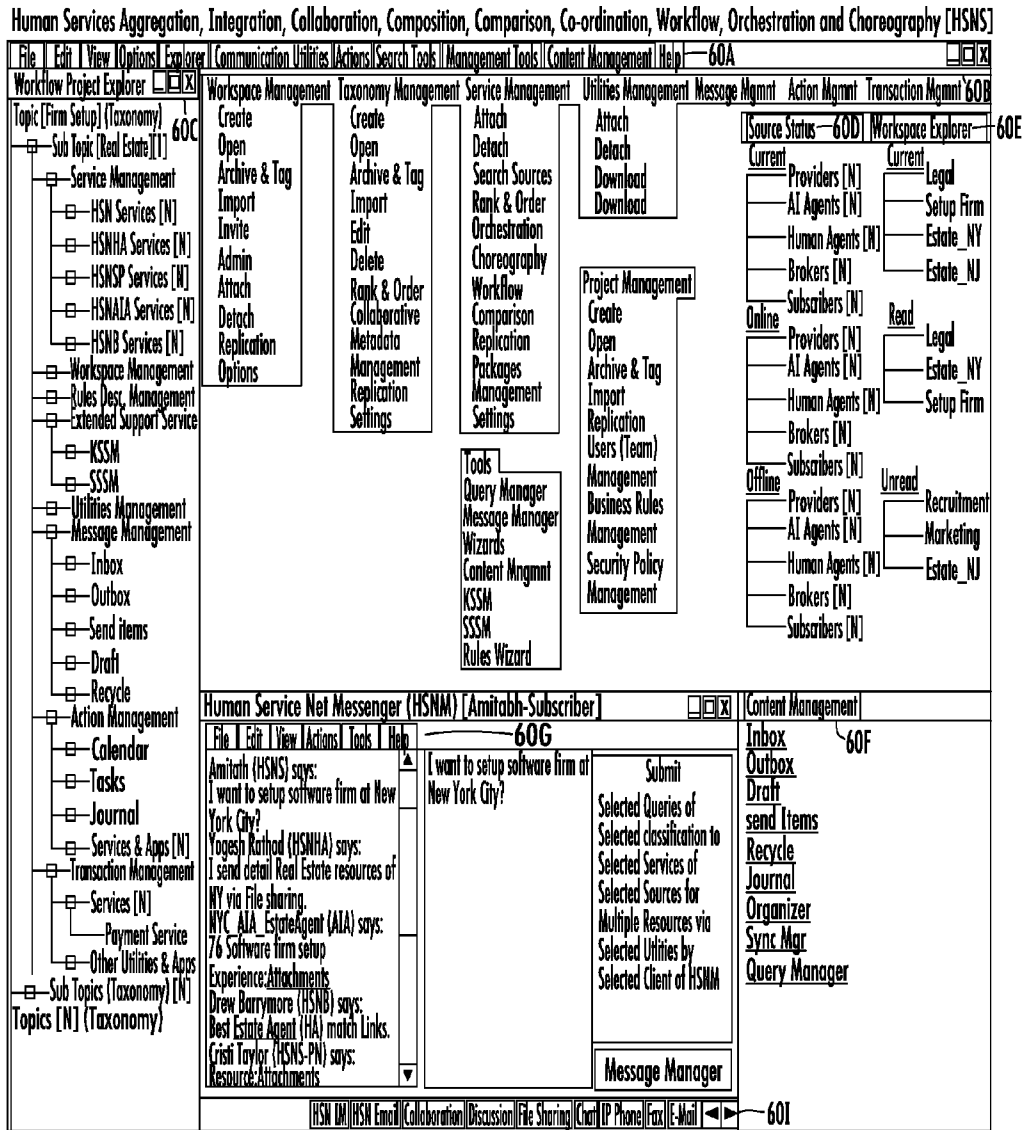 Human Services Aggregation, Integration, Collaboration, Composition, Comparison, Co-ordination, Workflow, Orchestration and Choreography [HSNS]
File Edit View Options Explorer Communication Utilities Actions Search Tools Management Tools Content Management Help 60A
Workflow Project Explorer
60C
Topic [Firm Setup] (Taxonomy)
Sub Topic [Real Estate][1]
Service Management
HSN Services [N]
HSNHA Services [N]
HSNSP Services [N]
HSNAIA Services [N]
HSNB Services [N]
Workspace Management
Rules Desc. Management
Extended Support Service
KSSM
SSSM
Utilities Management
Message Management
Inbox
Outbox
Send items
Draft
Recycle
Action Management
Calendar
Tasks
Journal
Services & Apps [N]
Transaction Management
Services [N]
Payment Service
Other Utilities & Apps
Sub Topics (Taxonomy) [N]
Topics [N] (Taxonomy)
Workspace Management Taxonomy Management Service Management Utilities Management Message Mgmnt Action Mgmnt Transaction Mgmnt 60B
Create
Open
Archive & Tag
Import
Invite
Admin
Attach
Detach
Replication
Options
Create
Open
Archive & Tag
Import
Edit
Delete
Rank & Order
Collaborative
Metadata
Management
Replication
Settings
Attach
Detach
Search Sources
Rank & Order
Orchestration
Choreography
Workflow
Comparison
Replication
Packages
Management
Settings
Tools
Query Manager
Message Manager
Wizards
Content Mngmnt
KSSM
SSSM
Rules Wizard
Attach
Detach
Download
Download
Project Management
Create
Open
Archive & Tag
Import
Replication
Users (Team)
Management
Business Rules
Management
Security Policy
Management
Source Status 60D
Current
Providers [N]
AI Agents [N]
Human Agents [N]
Brokers [N]
Subscribers [N]
Online
Providers [N]
AI Agents [N]
Human Agents [N]
Brokers [N]
Subscribers [N]
Offline
Providers [N]
AI Agents [N]
Human Agents [N]
Brokers [N]
Subscribers [N]
Workspace Explorer 60E
Current
Legal
Setup Firm
Estate_NY
Estate_NJ
Read
Legal
Estate_NY
Setup Firm
Unread
Recruitment
Marketing
Estate_NJ
Human Service Net Messenger (HSNM) [Amitabh-Subscriber]
File Edit View Actions Tools Help 60G
Amitath (HSNS) says:
I want to setup software firm at New
York City?
Yogesh Rathod (HSNHA) says:
I send detail Real Estate resources of
NY via File sharing.
NYC_AIA_EstateAgent (AIA) says:
76 Software firm setup
Experience:Attachments
Drew Barrymore (HSNB) says:
Best Estate Agent (HA) match Links.
Cristi Taylor (HSNS-PN) says:
Resource:Attachments
I want to setup software firm at
New York City?
Submit
Selected Queries of
Selected classification to
Selected Services of
Selected Sources for
Multiple Resources via
Selected Utlities by
Selected Client of HSNM
Message Manager
HSN IM HSN Email Collaboration Discussion File Sharing Chat IP Phone Fax E-Mail 60I
Content Management
60F
Inbox
Outbox
Draft
send Items
Recycle
Journal
Organizer
Sync Mgr
Query Manager